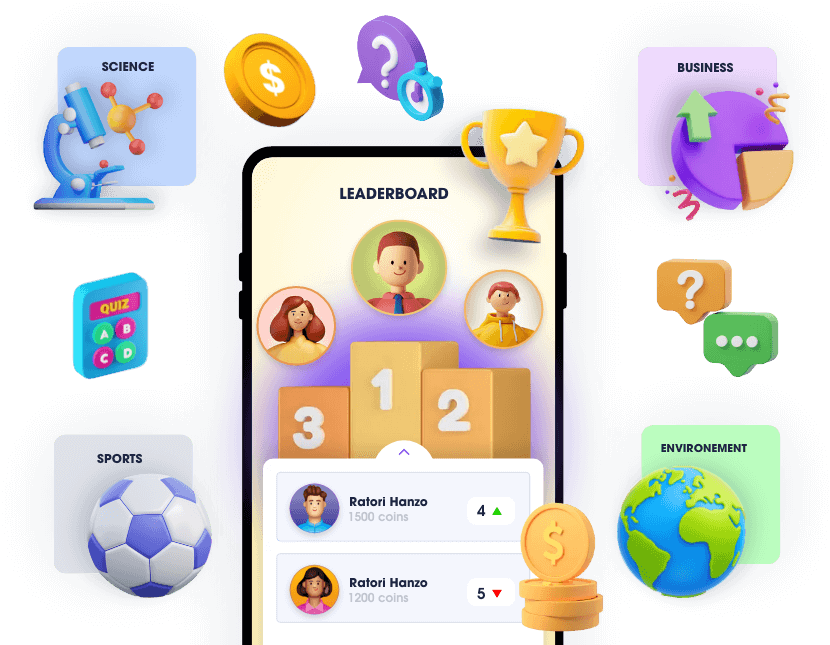 SCIENCE
$
?
BUSINESS
LEADERBOARD
QUIZ
A B
C D
?
1
2
3
SPORTS
ENVIRONEMENT
Ratori Hanzo
1500 coins
4
$
Ratori Hanzo
1200 coins
5